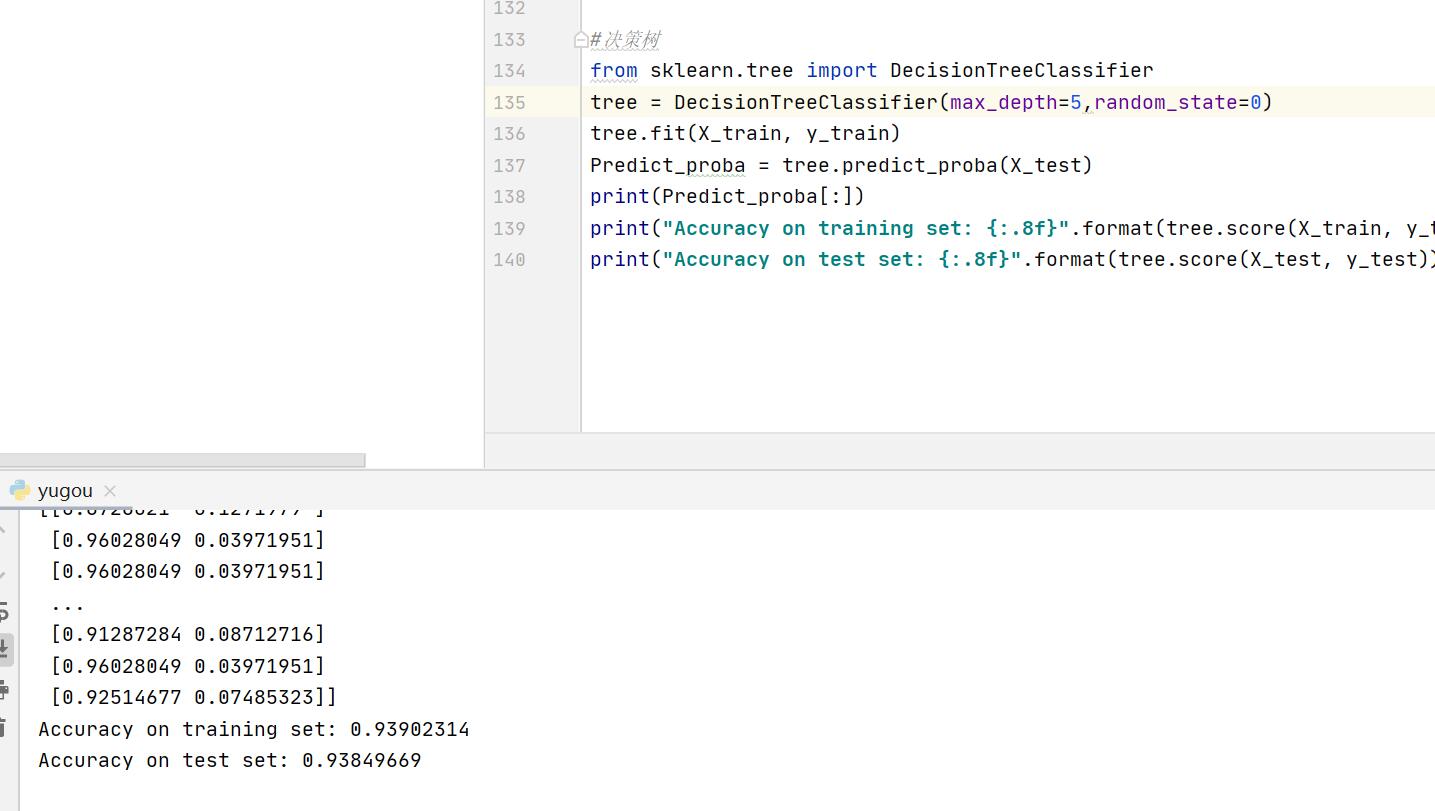 132
133 #决策树
134 from sklearn.tree import DecisionTreeClassifier
135 tree = DecisionTreeClassifier(max_depth=5,random_state=0)
136 tree.fit(X_train, y_train)
137 Predict_proba = tree.predict_proba(X_test)
138 print(Predict_proba[:])
139 print("Accuracy on training set: {:.8f}".format(tree.score(X_train, y_t
140 print("Accuracy on test set: {:.8f}".format(tree.score(X_test, y_test))
yugou
[0.96028049 0.03971951]
[0.96028049 0.03971951]
...
[0.91287284 0.08712716]
[0.96028049 0.03971951]
[0.92514677 0.07485323]]
Accuracy on training set: 0.93902314
Accuracy on test set: 0.93849669